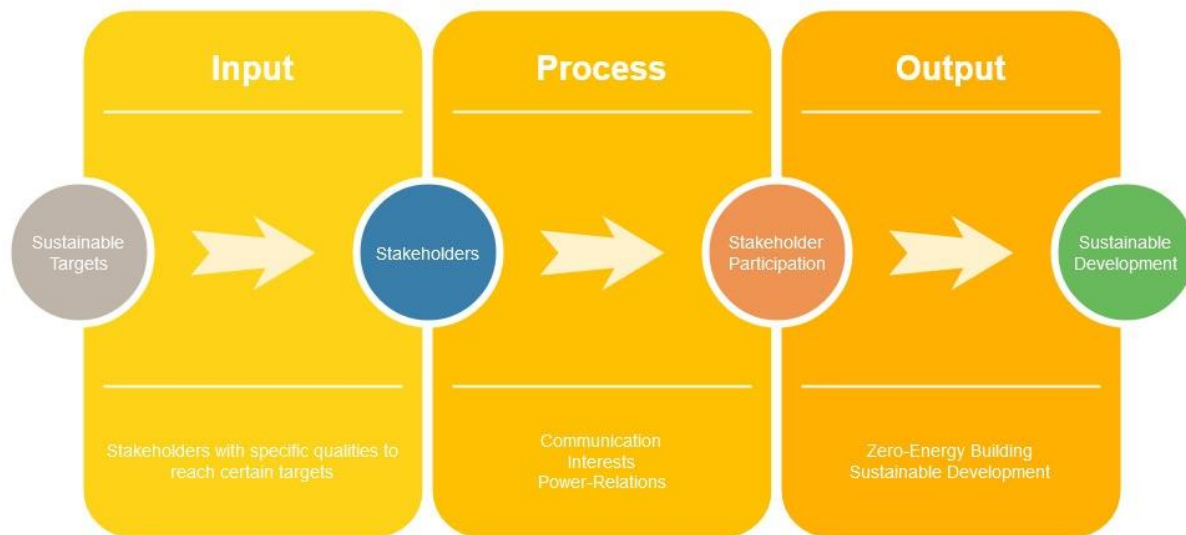 Input
Process
Output
Sustainable
Targets
Stakeholders
Stakeholder
Participation
Sustainable
Development
Stakeholders with specific qualities to
reach certain targets
Communication
Interests
Power-Relations
Zero-Energy Building
Sustainable Development